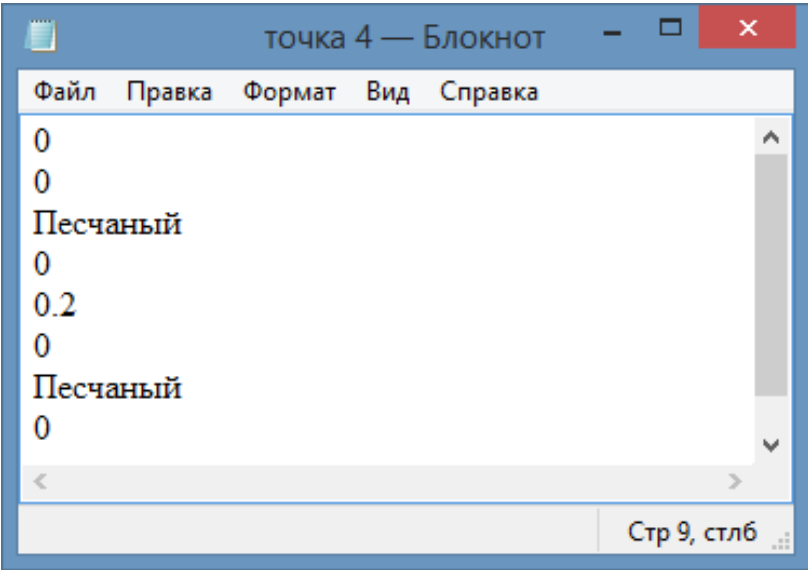 точка 4 — Блокнот
Файл Правка Формат Вид Справка
0
0
Песчаный
0
0.2
0
Песчаный
0
Стр 9, стлб